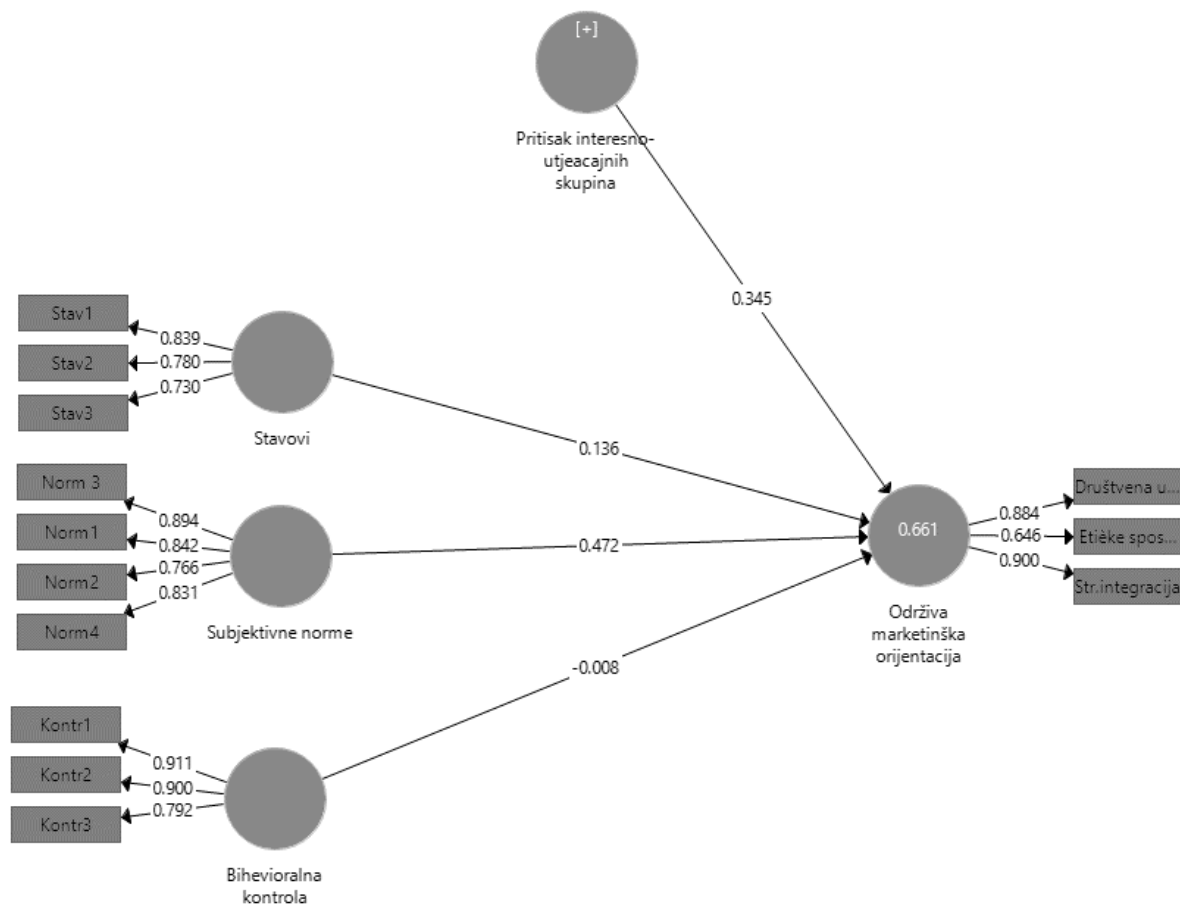 [+]
Pritisak interesno-
utjeacajnih
skupina
0.345
Stav1
Stav2
Stav3
0.839
0.780
0.730
Stavovi
0.136
Norm 3
Norm1
Norm2
Norm4
0.894
0.842
0.766
0.831
Subjektivne norme
0.472
Kontr1
Kontr2
Kontr3
0.911
0.900
0.792
Bihevioralna
kontrola
-0.008
0.661
Održiva
marketinška
orijentacija
0.884
0.646
0.900
Društvena u...
Etièke spos...
Str.integracija